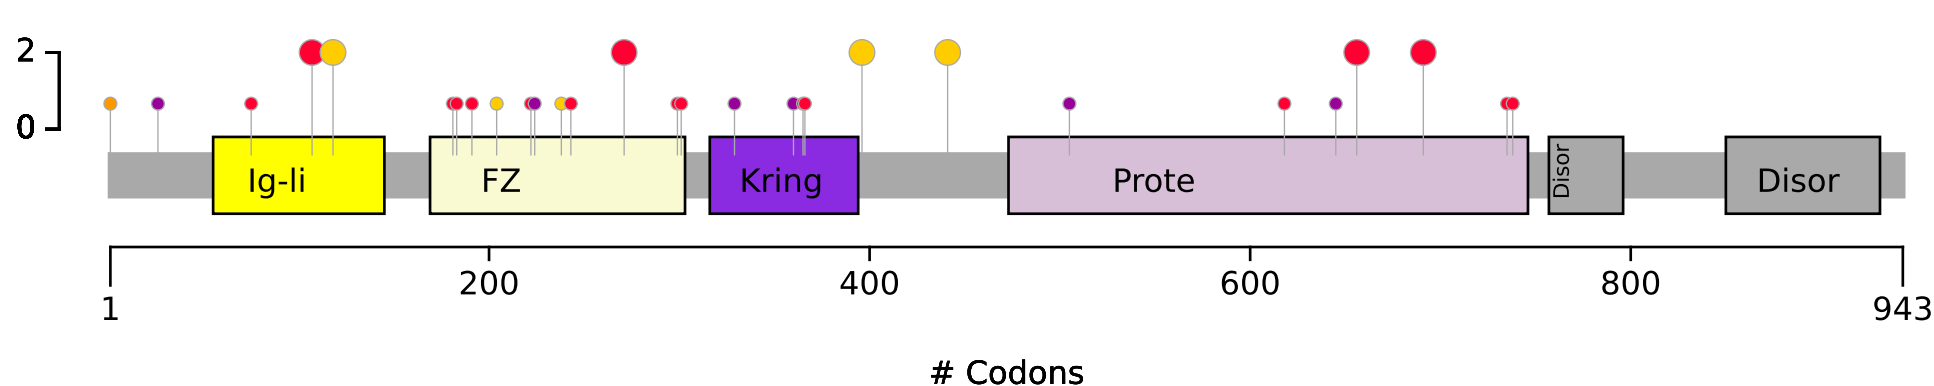 2
0
Ig-li
FZ
Kring
Prote
Disor
Disor
200
400
600
800
1
943
# Codons